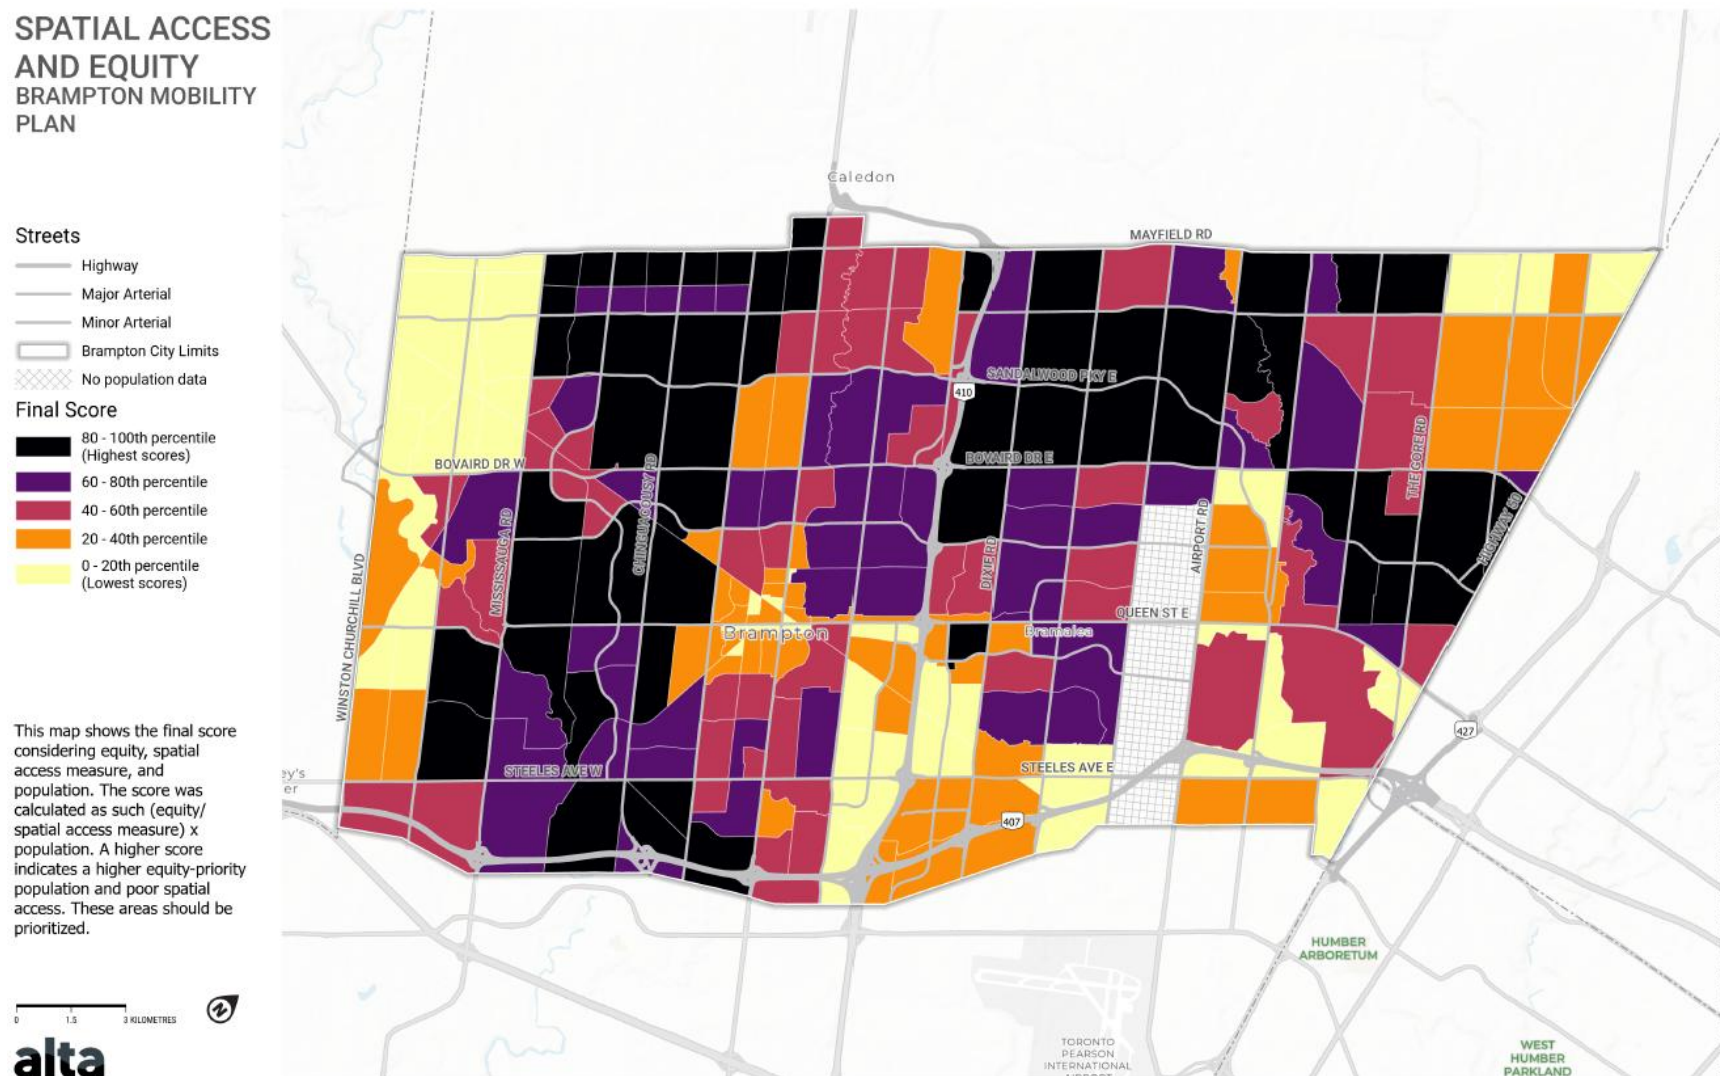 SPATIAL ACCESS
AND EQUITY
BRAMPTON MOBILITY
PLAN
Streets
Highway
Major Arterial
Minor Arterial
Brampton City Limits
No population data
Final Score
80 - 100th percentile
(Highest scores)
60 - 80th percentile
40 - 60th percentile
20 - 40th percentile
0 - 20th percentile
(Lowest scores)
This map shows the final score
considering equity, spatial
access measure, and
population. The score was
calculated as such (equity/
spatial access measure) x
population. A higher score
indicates a higher equity-priority
population and poor spatial
access. These areas should be
prioritized.
0 1.5 3 KILOMETRES
Z
alta
Caledon
MAYFIELD RD
SANDALWOOD PKY E
410
BOVAIRD DR W
BOVAIRD DR E
THE GORE RD
HIGHWAY 50
CHINGUACOUSY RD
MISSISSAUGA RD
WINSTON CHURCHILL BLVD
DIXIE RD
AIRPORT RD
QUEEN ST E
Brampton
Bramalea
STEELES AVE W
STEELES AVE E
ey's
er
407
427
HUMBER
ARBORETUM
TORONTO
PEARSON
INTERNATIONAL
WEST
HUMBER
PARKLAND